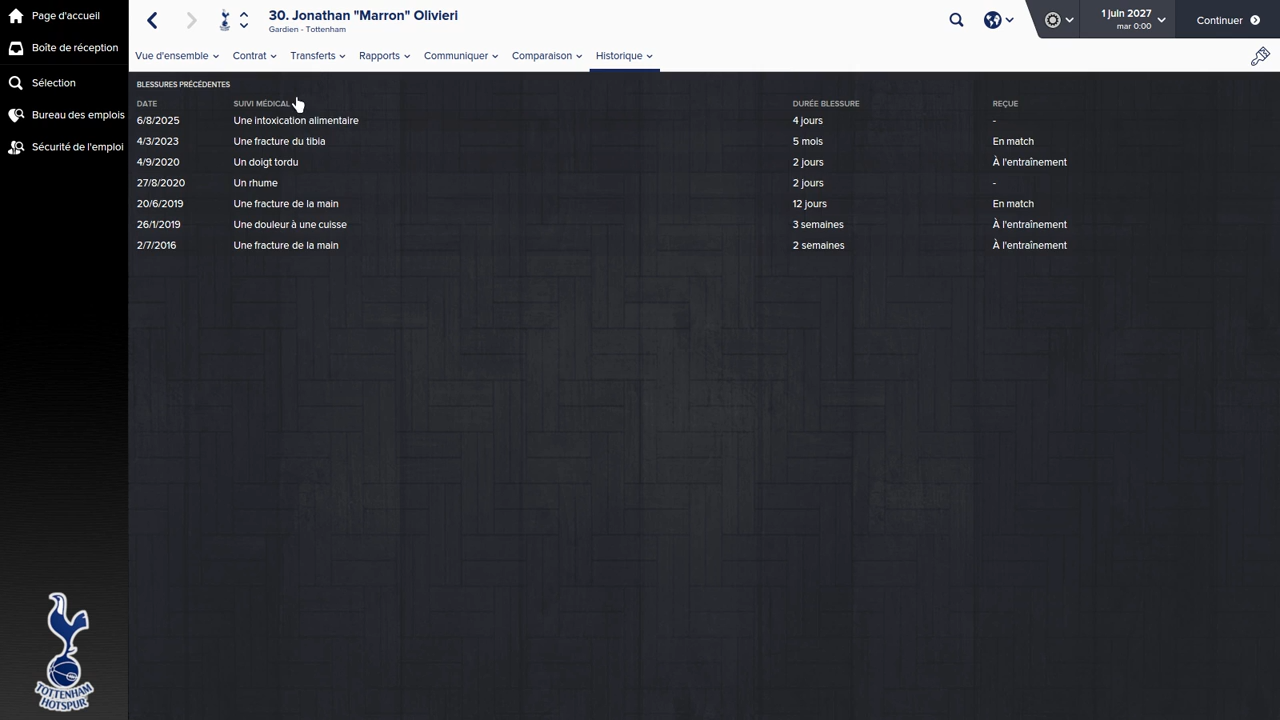 Page d'accueil
Boîte de réception
Sélection
Bureau des emplois
Sécurité de l'emploi
30. Jonathan "Marron" Olivieri
Gardien - Tottenham
1 juin 2027
mar 0:00
Continuer
Vue d'ensemble Contrat Transferts Rapports Communiquer Comparaison Historique
BLESSURES PRÉCÉDENTES
DATE SUIVI MÉDICAL DURÉE BLESSURE REÇUE
6/8/2025 Une intoxication alimentaire 4 jours -
4/3/2023 Une fracture du tibia 5 mois En match
4/9/2020 Un doigt tordu 2 jours À l'entraînement
27/8/2020 Un rhume 2 jours -
20/6/2019 Une fracture de la main 12 jours En match
26/1/2019 Une douleur à une cuisse 3 semaines À l'entraînement
2/7/2016 Une fracture de la main 2 semaines À l'entraînement
TOTTENHAM
HOTSPUR